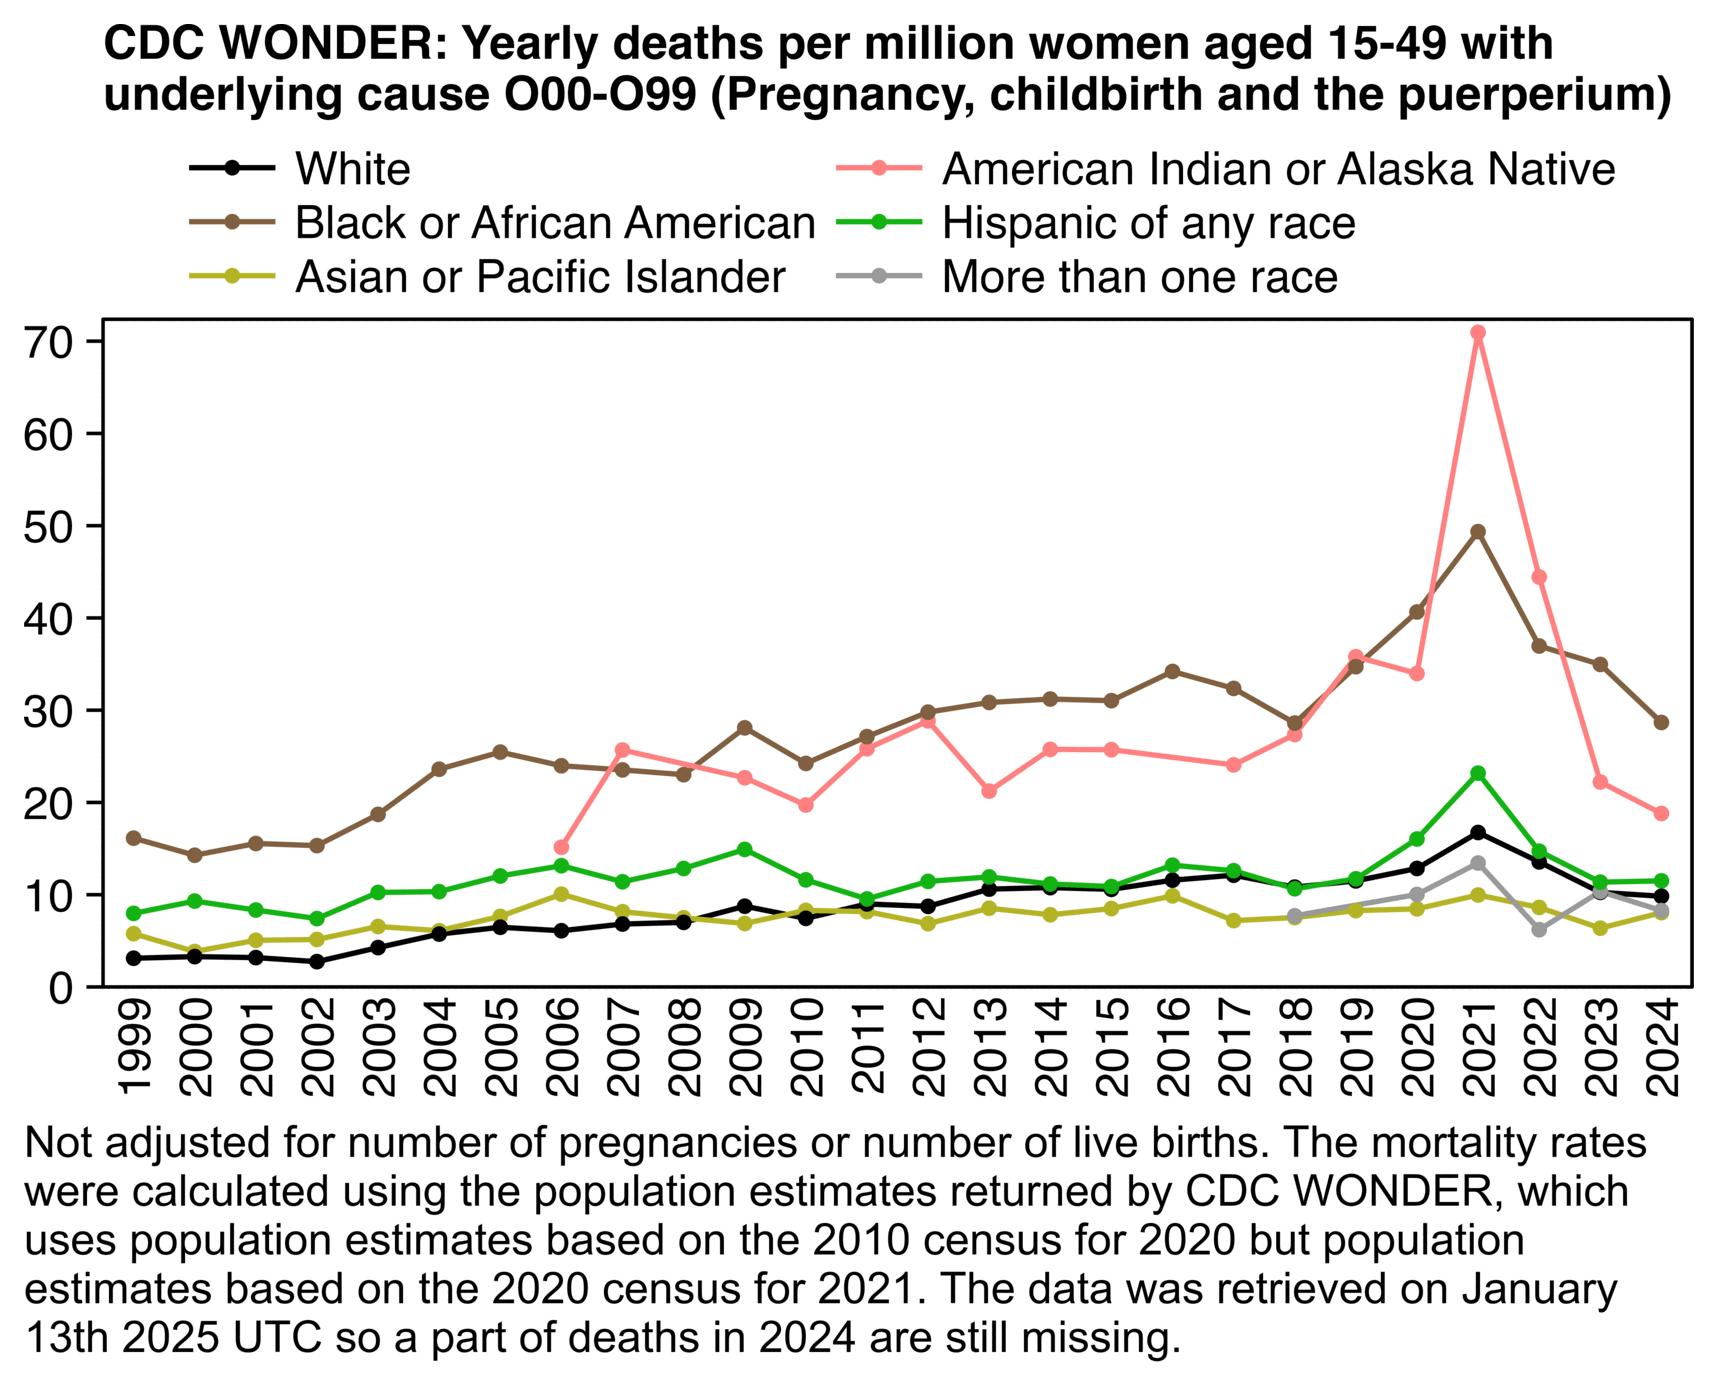 CDC WONDER: Yearly deaths per million women aged 15-49 with
underlying cause O00-O99 (Pregnancy, childbirth and the puerperium)
White
American Indian or Alaska Native
Black or African American
Hispanic of any race
Asian or Pacific Islander
More than one race
70
60
50
40
30
20
10
0
1999
2000
2001
2002
2003
2004
2005
2006
2007
2008
2009
2010
2011
2012
2013
2014
2015
2016
2017
2018
2019
2020
2021
2022
2023
2024
Not adjusted for number of pregnancies or number of live births. The mortality rates
were calculated using the population estimates returned by CDC WONDER, which
uses population estimates based on the 2010 census for 2020 but population
estimates based on the 2020 census for 2021. The data was retrieved on January
13th 2025 UTC so a part of deaths in 2024 are still missing.